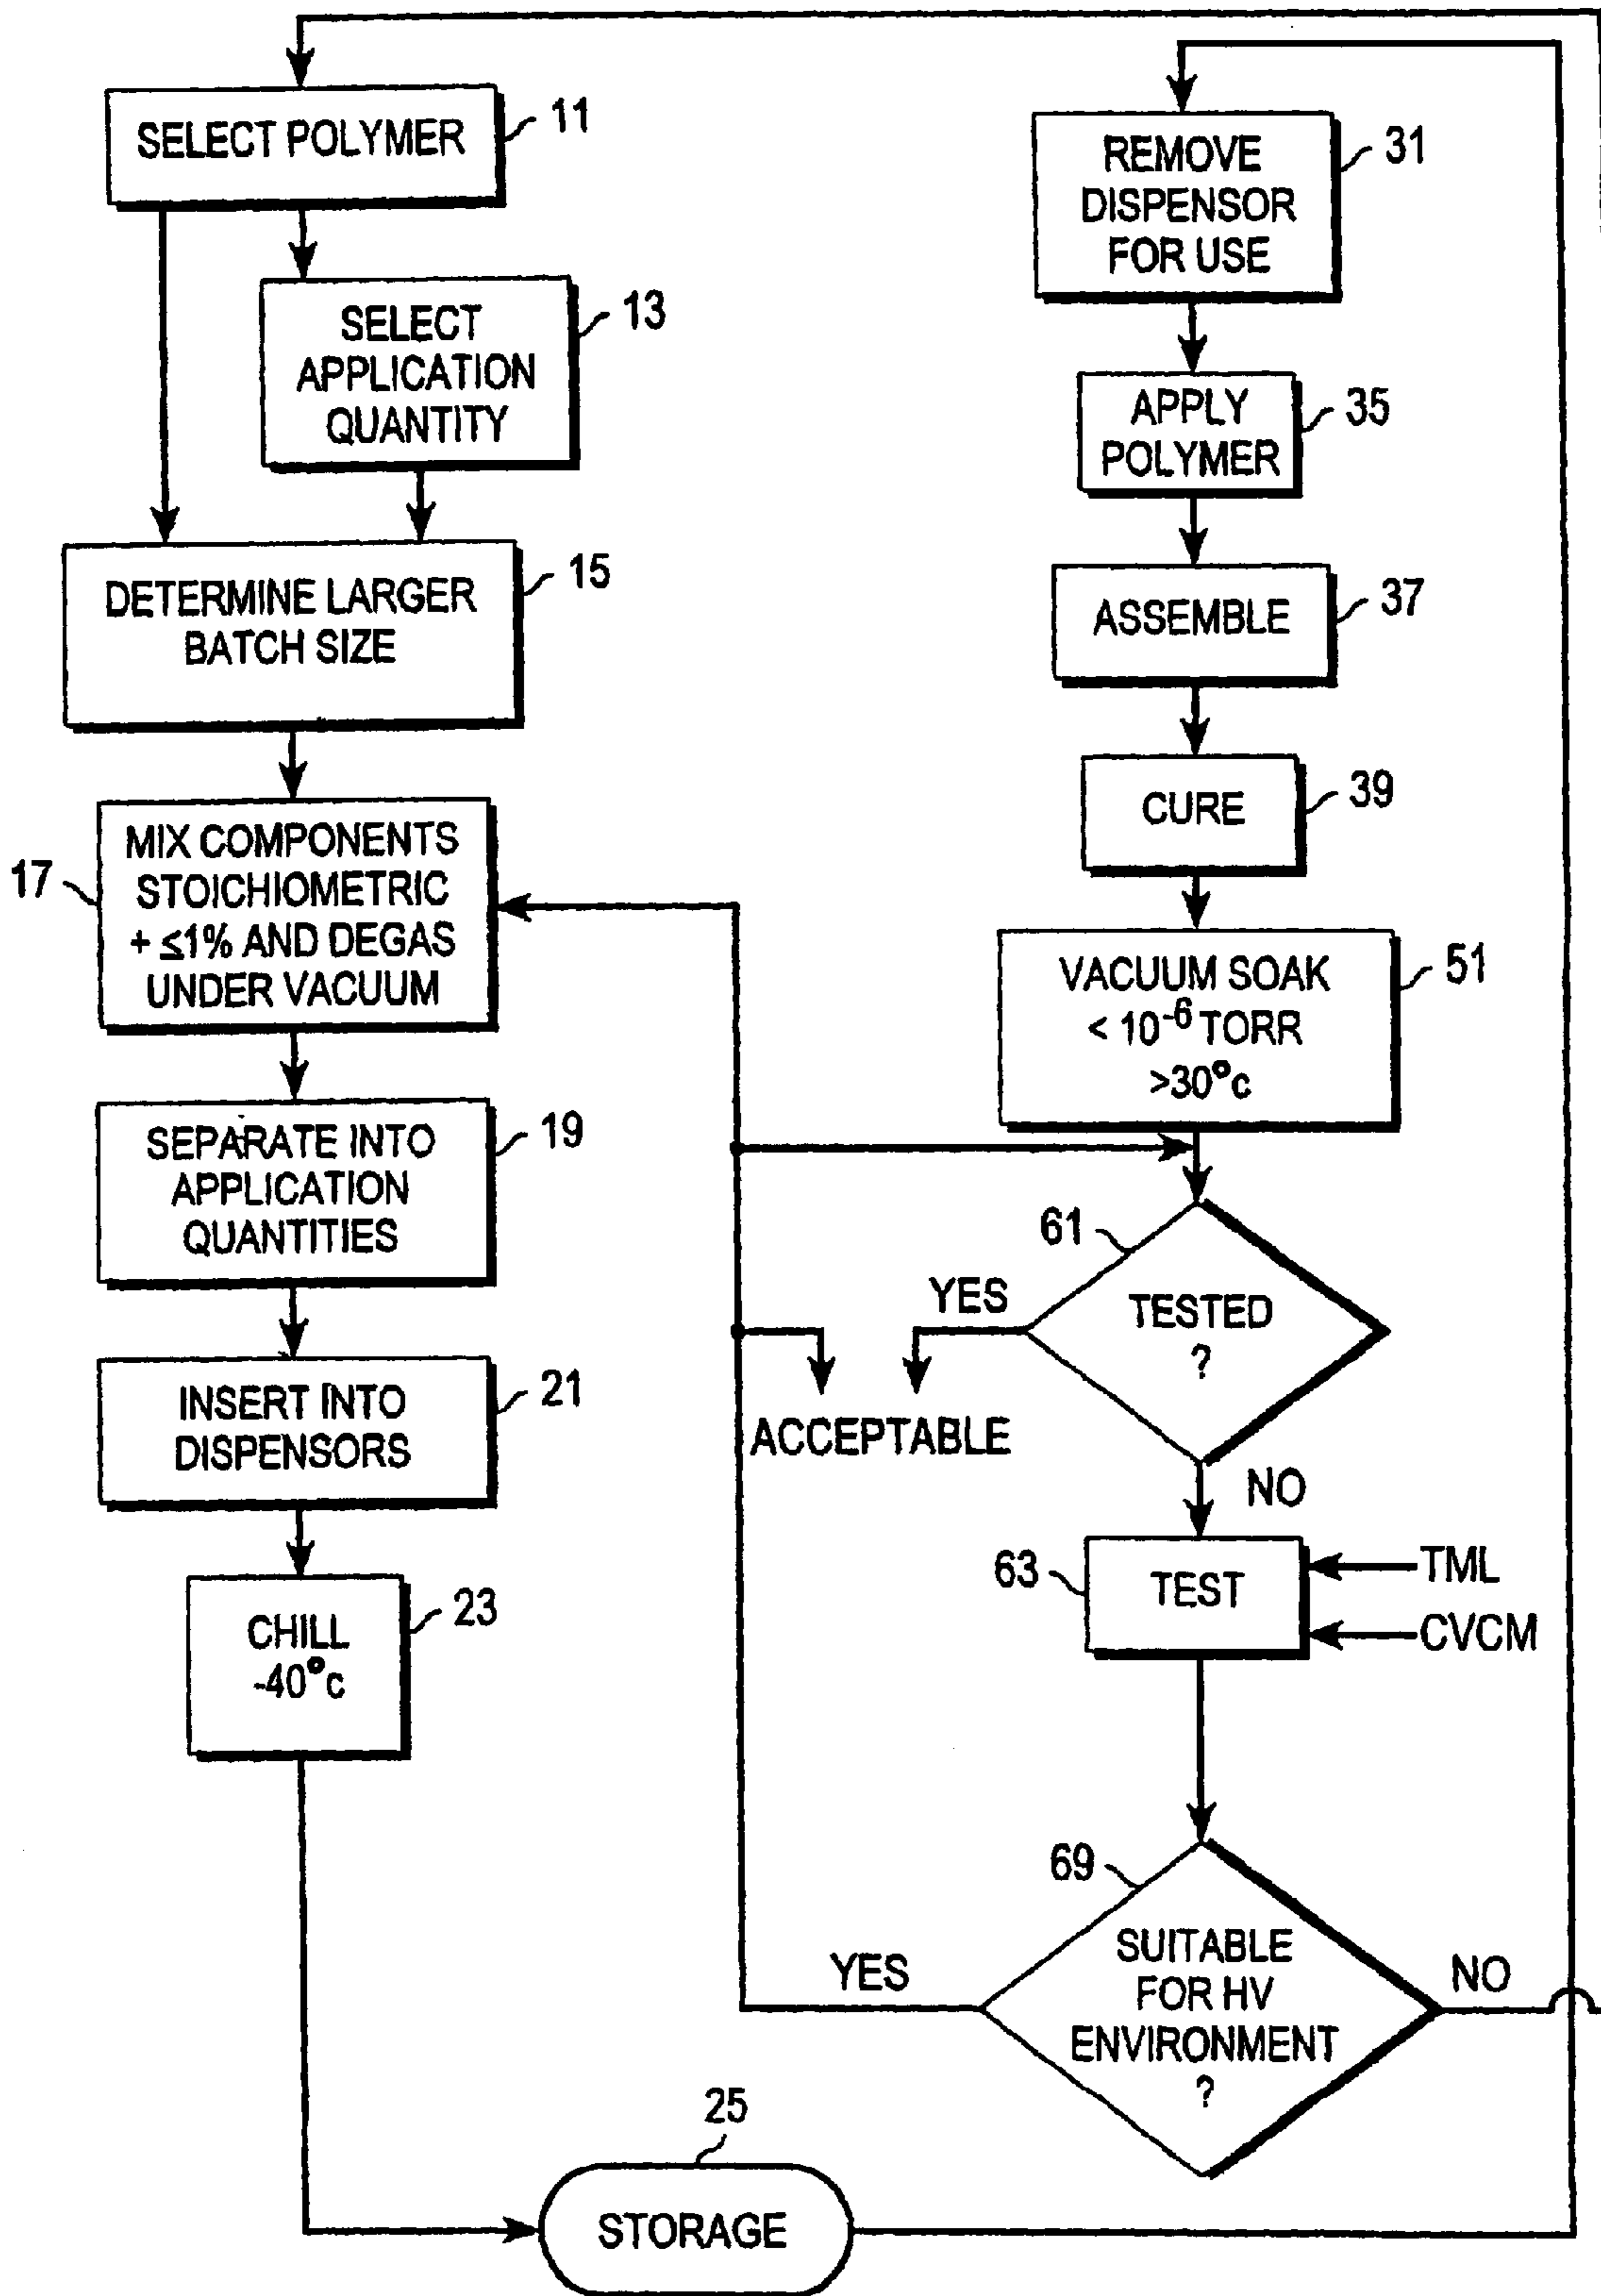 SELECT POLYMER
11
SELECT
APPLICATION
QUANTITY
13
DETERMINE LARGER
BATCH SIZE
15
MIX COMPONENTS
STOICHIOMETRIC
+ ≤1% AND DEGAS
UNDER VACUUM
17
SEPARATE INTO
APPLICATION
QUANTITIES
19
INSERT INTO
DISPENSORS
21
CHILL
-40°c
23
25
STORAGE
REMOVE
DISPENSOR
FOR USE
31
APPLY
POLYMER
35
ASSEMBLE
37
CURE
39
VACUUM SOAK
< 10⁻⁶ TORR
>30°c
51
61
TESTED
?
YES
ACCEPTABLE
NO
63
TEST
TML
CVCM
69
SUITABLE
FOR HV
ENVIRONMENT
?
YES
NO